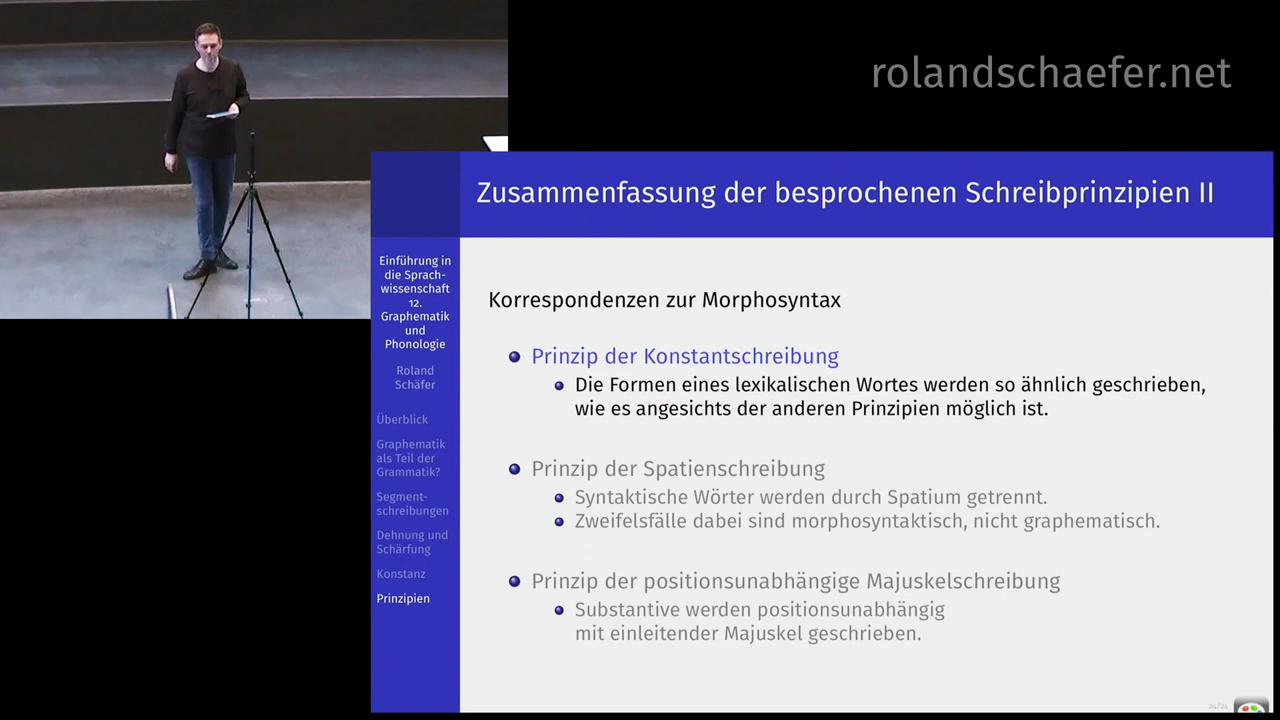 rolandschaefer.net
Zusammenfassung der besprochenen Schreibprinzipien II
Einführung in
die Sprach-
wissenschaft
12.
Graphematik
und
Phonologie
Roland
Schäfer
Überblick
Graphematik
als Teil der
Grammatik?
Segment-
schreibungen
Dehnung und
Schärfung
Konstanz
Prinzipien
Korrespondenzen zur Morphosyntax
Prinzip der Konstantschreibung
Die Formen eines lexikalischen Wortes werden so ähnlich geschrieben,
wie es angesichts der anderen Prinzipien möglich ist.
Prinzip der Spatienschreibung
Syntaktische Wörter werden durch Spatium getrennt.
Zweifelsfälle dabei sind morphosyntaktisch, nicht graphematisch.
Prinzip der positionsunabhängige Majuskelschreibung
Substantive werden positionsunabhängig
mit einleitender Majuskel geschrieben.